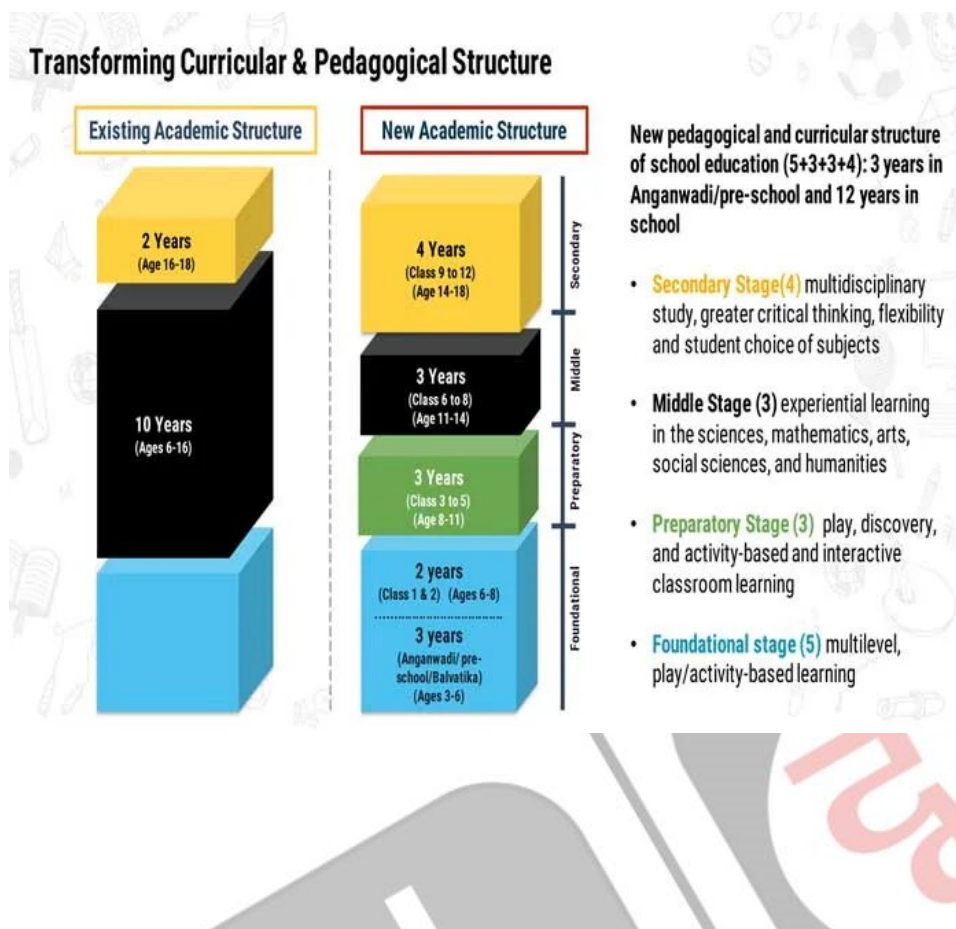 Transforming Curricular & Pedagogical Structure
Existing Academic Structure
2 Years
(Age 16-18)
10 Years
(Ages 6-16)
New Academic Structure
4 Years
(Class 9 to 12)
(Age 14-18)
Secondary
3 Years
(Class 6 to 8)
(Age 11-14)
Middle
3 Years
(Class 3 to 5)
(Age 8-11)
Preparatory
2 years
(Class 1 & 2) (Ages 6-8)
3 years
(Anganwadi/ pre-
school/Balvatika)
(Ages 3-6)
Foundational
New pedagogical and curricular structure
of school education (5+3+3+4): 3 years in
Anganwadi/pre-school and 12 years in
school
• Secondary Stage(4) multidisciplinary
study, greater critical thinking, flexibility
and student choice of subjects
• Middle Stage (3) experiential learning
in the sciences, mathematics, arts,
social sciences, and humanities
• Preparatory Stage (3) play, discovery,
and activity-based and interactive
classroom learning
• Foundational stage (5) multilevel,
play/activity-based learning